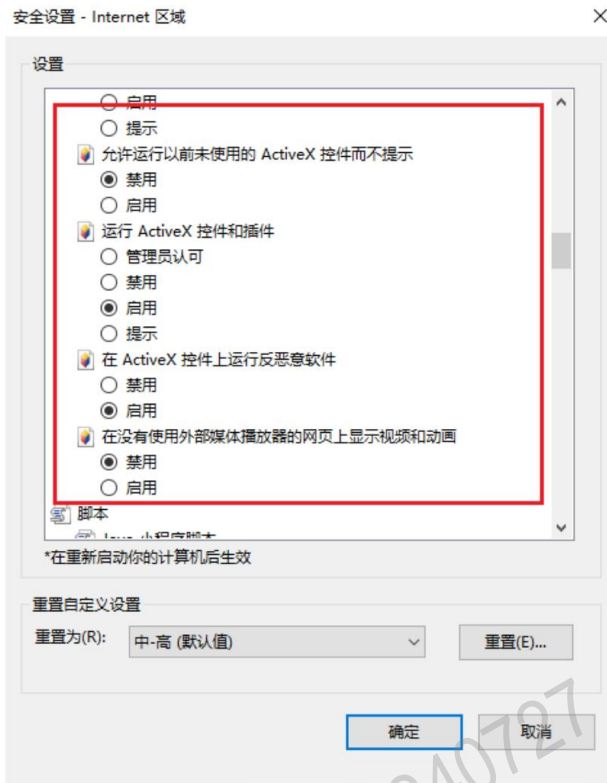 安全设置 - Internet 区域
设置
启用
提示
允许运行以前未使用的 ActiveX 控件而不提示
禁用
启用
运行 ActiveX 控件和插件
管理员认可
禁用
启用
提示
在 ActiveX 控件上运行反恶意软件
禁用
启用
在没有使用外部媒体播放器的网页上显示视频和动画
禁用
启用
脚本
Java 小程序脚本
*在重新启动你的计算机后生效
重置自定义设置
重置为(R):
中-高 (默认值)
重置(E)...
确定
取消